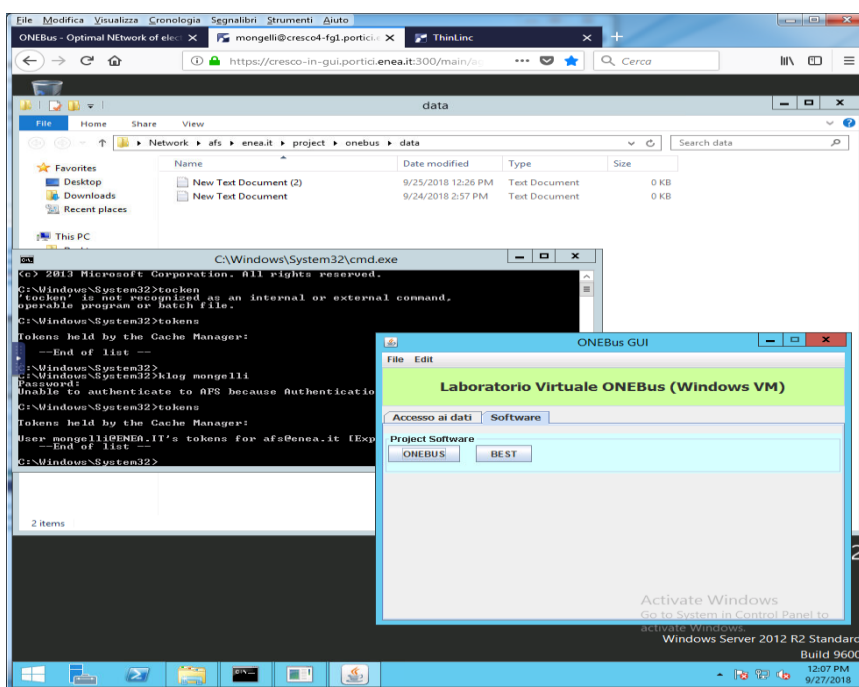 File Modifica Visualizza Cronologia Segnalibri Strumenti Aiuto
ONEBus - Optimal NEtwork of elec
mongelli@cresco4-fg1.portici.e
ThinLinc
https://cresco-in-gui.portici.enea.it:300/main/
Cerca
data
File Home Share View
Network afs enea.it project onebus data
Search data
Favorites
Desktop
Downloads
Recent places
This PC
Name Date modified Type Size
New Text Document (2) 9/25/2018 12:26 PM Text Document 0 KB
New Text Document 9/24/2018 2:57 PM Text Document 0 KB
C:\Windows\System32\cmd.exe
(c) 2013 Microsoft Corporation. All rights reserved.
C:\Windows\System32>tocken
'tocken' is not recognized as an internal or external command,
operable program or batch file.
C:\Windows\System32>tokens
Tokens held by the Cache Manager:
--End of list --
C:\Windows\System32>
C:\Windows\System32>klog mongelli
Password:
Unable to authenticate to AFS because Authenticatio
C:\Windows\System32>tokens
Tokens held by the Cache Manager:
User mongelli@ENEA.IT's tokens for afs@enea.it [Exp
--End of list --
C:\Windows\System32>
2 items
ONEBus GUI
File Edit
Laboratorio Virtuale ONEBus (Windows VM)
Accesso ai dati Software
Project Software
ONEBUS BEST
Activate Windows
Go to System in Control Panel to
activate Windows.
Windows Server 2012 R2 Standard
Build 9600
12:07 PM
9/27/2018